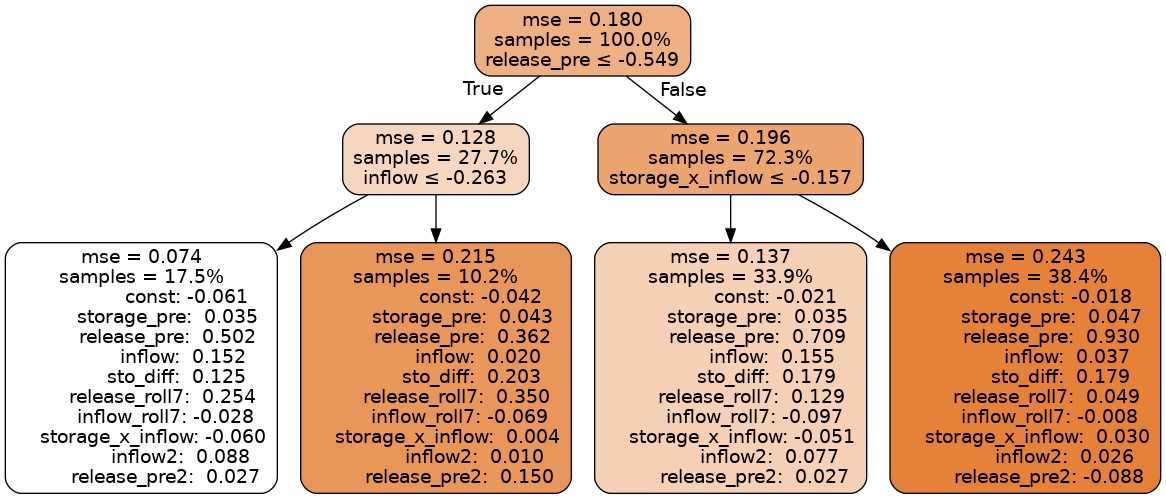 mse = 0.180
samples = 100.0%
release_pre ≤ -0.549
True
False
mse = 0.128
samples = 27.7%
inflow ≤ -0.263
mse = 0.196
samples = 72.3%
storage_x_inflow ≤ -0.157
mse = 0.074
samples = 17.5%
const: -0.061
storage_pre: 0.035
release_pre: 0.502
inflow: 0.152
sto_diff: 0.125
release_roll7: 0.254
inflow_roll7: -0.028
storage_x_inflow: -0.060
inflow2: 0.088
release_pre2: 0.027
mse = 0.215
samples = 10.2%
const: -0.042
storage_pre: 0.043
release_pre: 0.362
inflow: 0.020
sto_diff: 0.203
release_roll7: 0.350
inflow_roll7: -0.069
storage_x_inflow: 0.004
inflow2: 0.010
release_pre2: 0.150
mse = 0.137
samples = 33.9%
const: -0.021
storage_pre: 0.035
release_pre: 0.709
inflow: 0.155
sto_diff: 0.179
release_roll7: 0.129
inflow_roll7: -0.097
storage_x_inflow: -0.051
inflow2: 0.077
release_pre2: 0.027
mse = 0.243
samples = 38.4%
const: -0.018
storage_pre: 0.047
release_pre: 0.930
inflow: 0.037
sto_diff: 0.179
release_roll7: 0.049
inflow_roll7: -0.008
storage_x_inflow: 0.030
inflow2: 0.026
release_pre2: -0.088